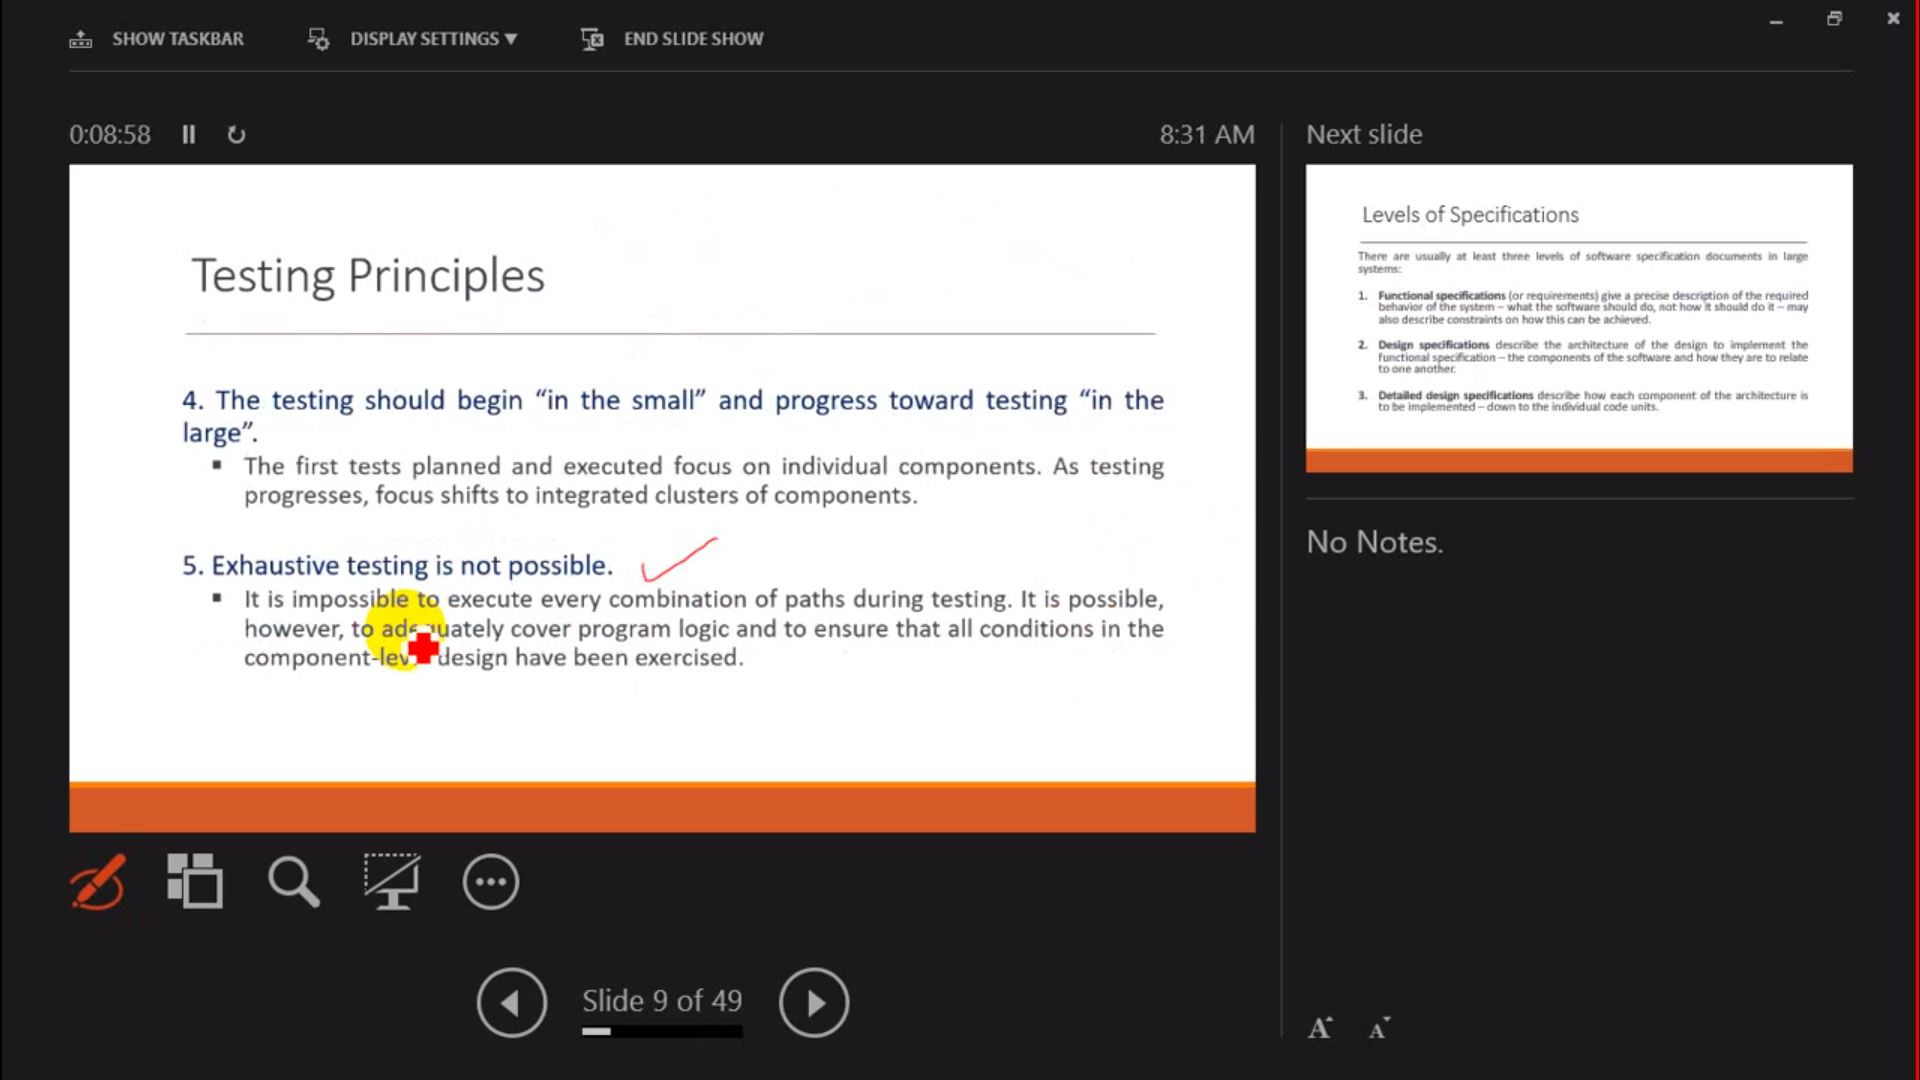 SHOW TASKBAR
DISPLAY SETTINGS ▼
END SLIDE SHOW
0:08:58
8:31 AM
Testing Principles
4. The testing should begin “in the small” and progress toward testing “in the
large”.
▪ The first tests planned and executed focus on individual components. As testing
progresses, focus shifts to integrated clusters of components.
5. Exhaustive testing is not possible.
▪ It is impossible to execute every combination of paths during testing. It is possible,
however, to adequately cover program logic and to ensure that all conditions in the
component-level design have been exercised.
Slide 9 of 49
Next slide
Levels of Specifications
There are usually at least three levels of software specification documents in large
systems:
1. Functional specifications (or requirements) give a precise description of the required
behavior of the system – what the software should do, not how it should do it – may
also describe constraints on how this can be achieved.
2. Design specifications describe the architecture of the design to implement the
functional specification – the components of the software and how they are to relate
to one another.
3. Detailed design specifications describe how each component of the architecture is
to be implemented – down to the individual code units.
No Notes.
A A